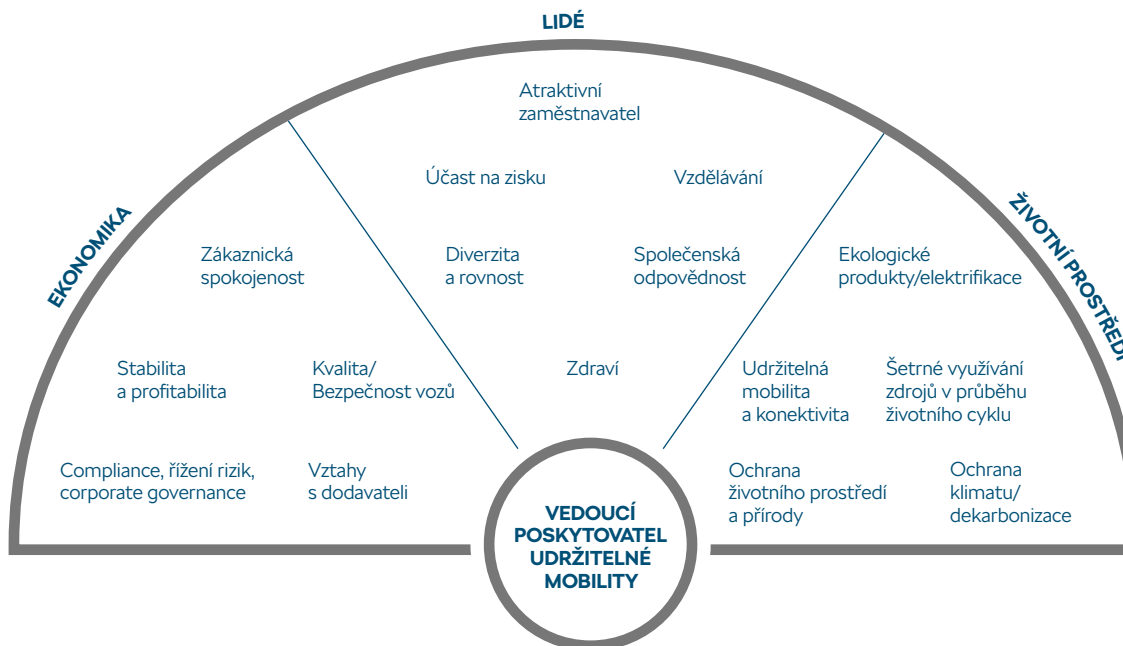 LIDÉ
Atraktivní
zaměstnavatel
Účast na zisku
Vzdělávání
Diverzita
a rovnost
Společenská
odpovědnost
Zdraví
EKONOMIKA
Zákaznická
spokojenost
Stabilita
a profitabilita
Kvalita/
Bezpečnost vozů
Compliance, řížení rizik,
corporate governance
Vztahy
s dodavateli
ŽIVOTNÍ PROSTŘEDÍ
Ekologické
produkty/elektrifikace
Udržitelná
mobilita
a konektivita
Šetrné využívání
zdrojů v průběhu
životního cyklu
Ochrana
životního prostředí
a přírody
Ochrana
klimatu/
dekarbonizace
VEDOUCÍ
POSKYTOVATEL
UDRŽITELNÉ
MOBILITY